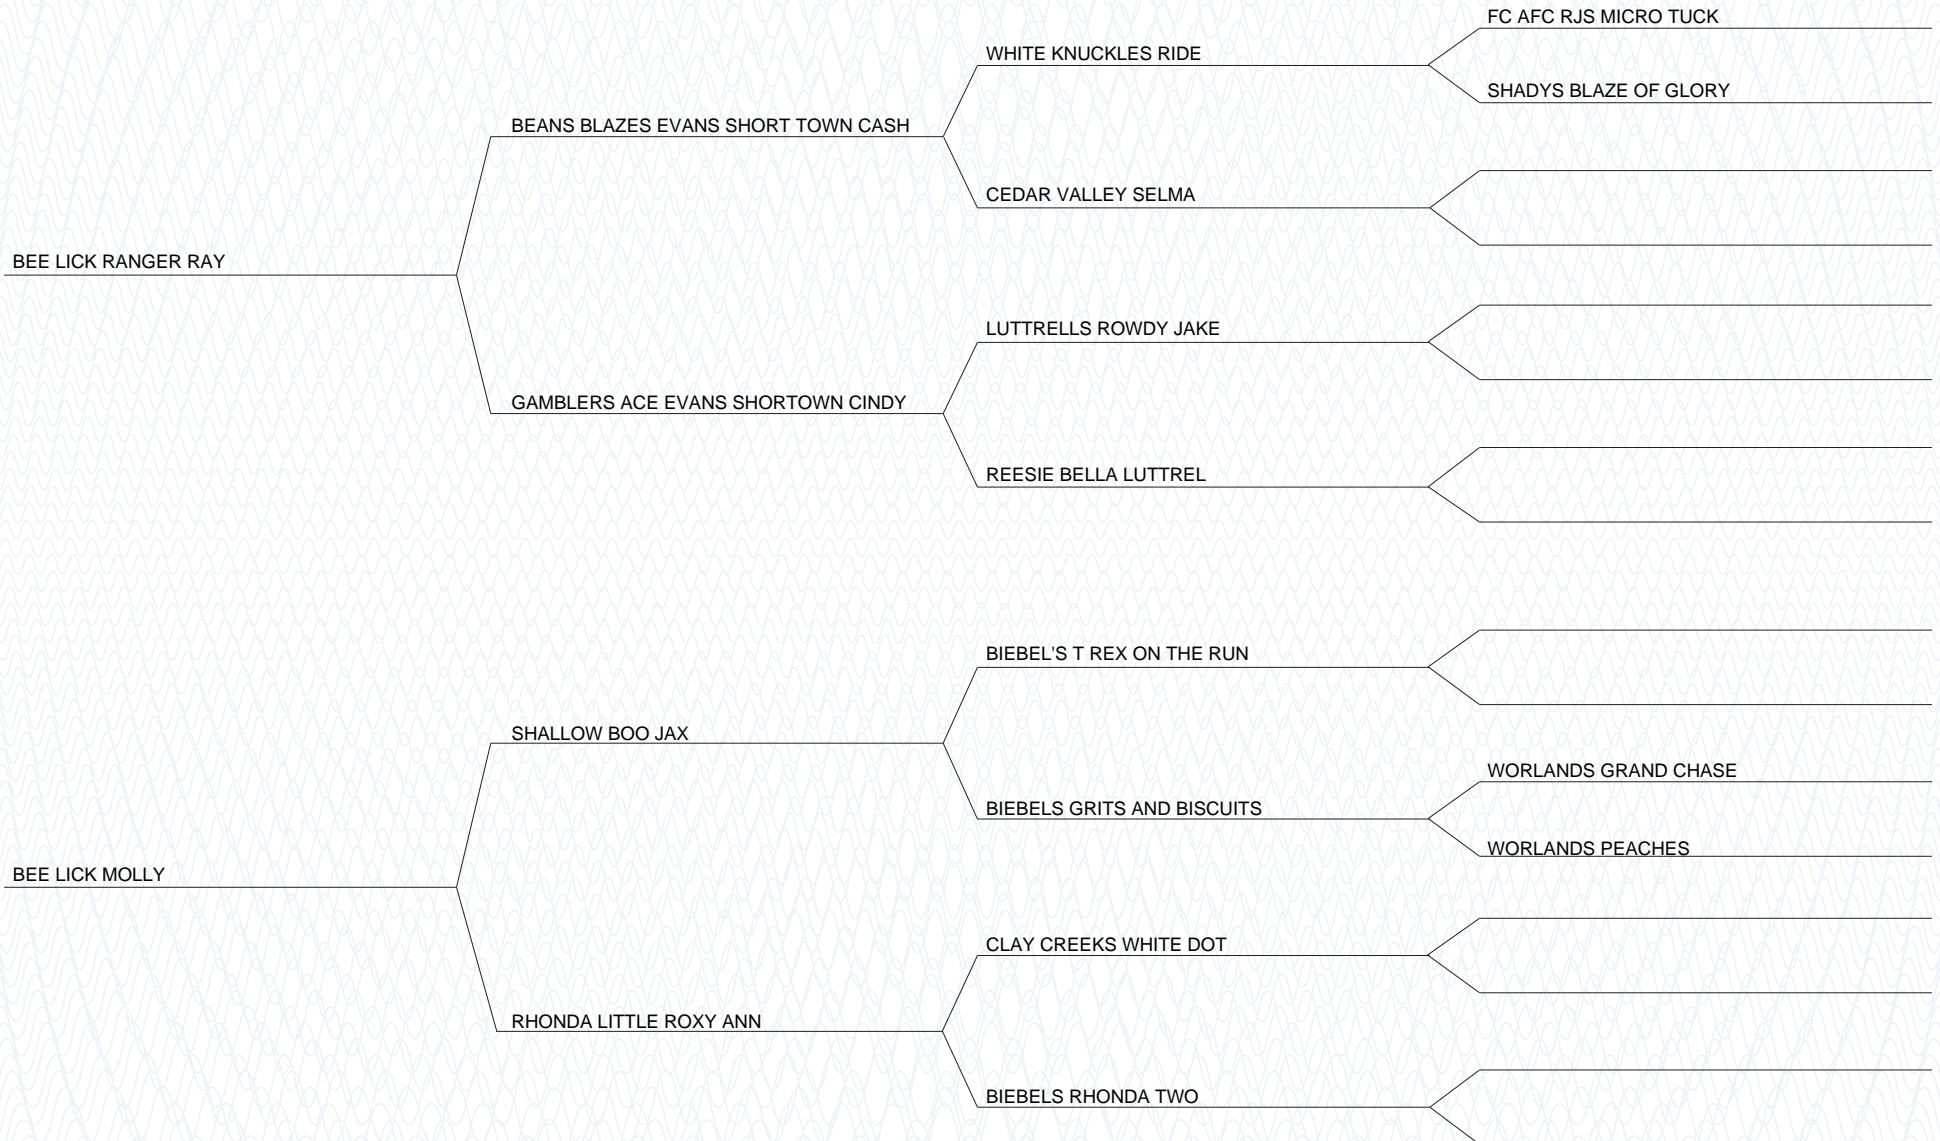 FC AFC RJS MICRO TUCK
WHITE KNUCKLES RIDE
SHADYS BLAZE OF GLORY
BEANS BLAZES EVANS SHORT TOWN CASH
CEDAR VALLEY SELMA
BEE LICK RANGER RAY
LUTTRELLS ROWDY JAKE
GAMBLERS ACE EVANS SHORTOWN CINDY
REESIE BELLA LUTTREL
BIEBEL'S T REX ON THE RUN
SHALLOW BOO JAX
WORLANDS GRAND CHASE
BIEBELS GRITS AND BISCUITS
WORLANDS PEACHES
BEE LICK MOLLY
CLAY CREEKS WHITE DOT
RHONDA LITTLE ROXY ANN
BIEBELS RHONDA TWO